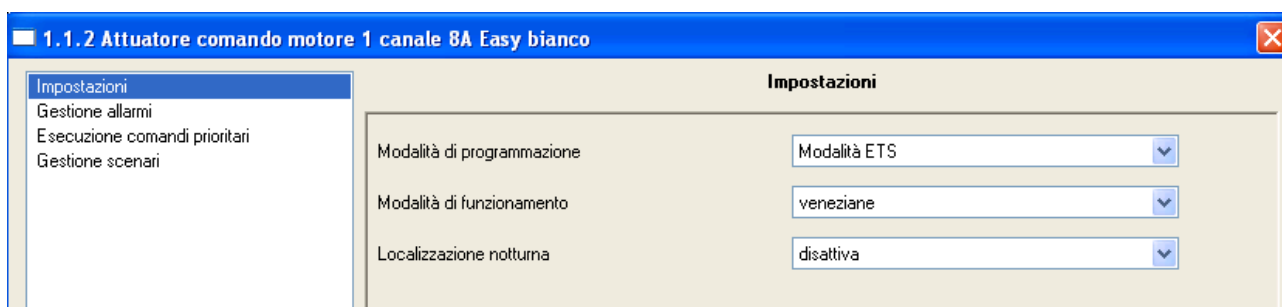 1.1.2 Attuatore comando motore 1 canale 8A Easy bianco
Impostazioni
Gestione allarmi
Esecuzione comandi prioritari
Gestione scenari
Impostazioni
Modalità di programmazione Modalità ETS
Modalità di funzionamento veneziane
Localizzazione notturna disattiva